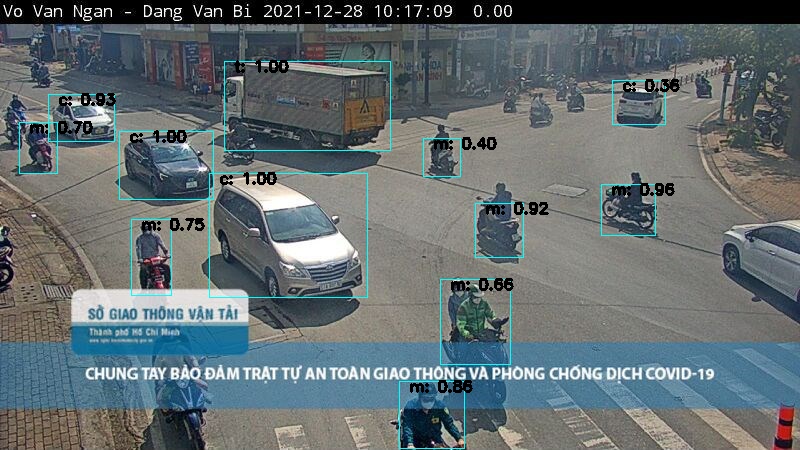 Vo Van Ngan - Dang Van Bi 2021-12-28 10:17:09 0.00
t: 1.00
c: 0.36
c: 0.93
m: 0.70
c: 1.00
m: 0.40
c: 1.00
m: 0.96
m: 0.92
m: 0.75
m: 0.66
SỞ GIAO THÔNG VẬN TẢI
Thành phố Hồ Chí Minh
CHUNG TAY BẢO ĐẢM TRẬT TỰ AN TOÀN GIAO THÔNG VÀ PHÒNG CHỐNG DỊCH COVID-19
m: 0.86